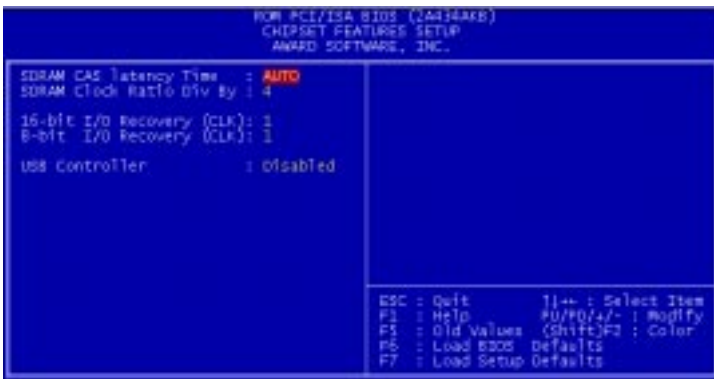 ROM PCI/ISA BIOS (2A434AKB)
CHIPSET FEATURES SETUP
AWARD SOFTWARE, INC.
SDRAM CAS latency Time : AUTO
SDRAM Clock Ratio Div By : 4
16-bit I/O Recovery (CLK): 1
8-bit I/O Recovery (CLK): 1
USB Controller : Disabled
ESC : Quit ↑↓→← : Select Item
F1 : Help PU/PD/+/- : Modify
F5 : Old Values (Shift)F2 : Color
F6 : Load BIOS Defaults
F7 : Load Setup Defaults